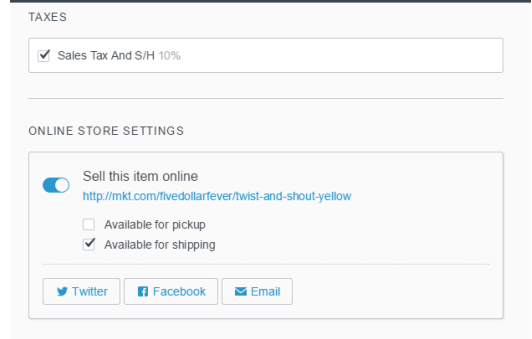 TAXES
Sales Tax And S/H 10%
ONLINE STORE SETTINGS
Sell this item online
http://mkt.com/fivedollarfever/twist-and-shout-yellow
Available for pickup
Available for shipping
Twitter Facebook Email